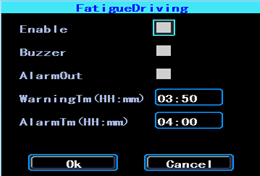 FatigueDriving
Enable
Buzzer
AlarmOut
WarningTm(HH:mm) 03:50
AlarmTm(HH:mm) 04:00
Ok Cancel